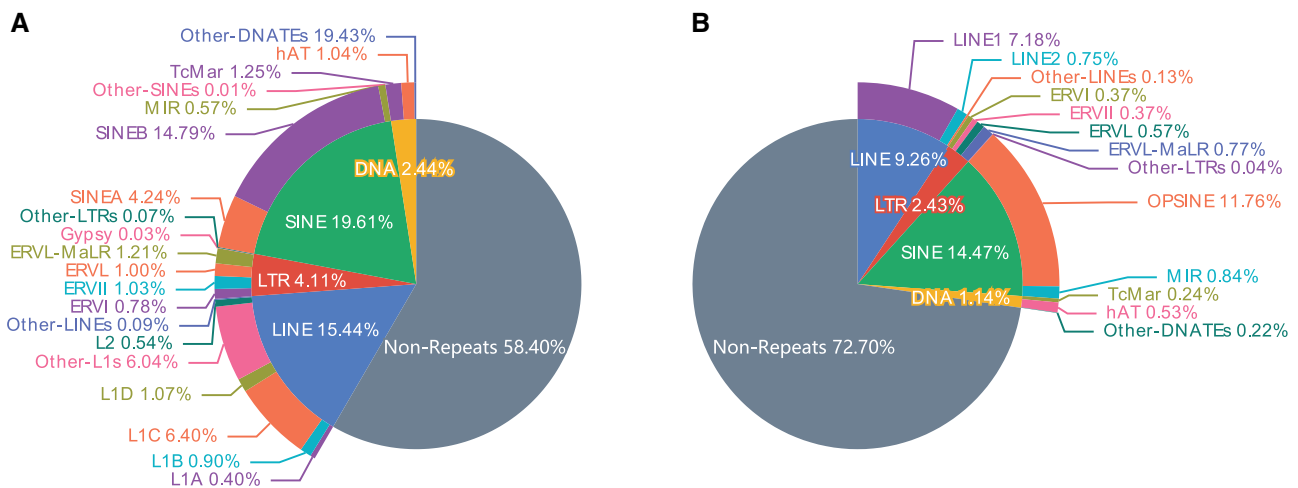 A
Other-DNATEs 19.43%
hAT 1.04%
TcMar 1.25%
Other-SINEs 0.01%
MIR 0.57%
SINEB 14.79%
SINEA 4.24%
Other-LTRs 0.07%
Gypsy 0.03%
ERVL-MaLR 1.21%
ERVL 1.00%
ERVII 1.03%
ERVI 0.78%
Other-LINEs 0.09%
L2 0.54%
Other-L1s 6.04%
L1D 1.07%
L1C 6.40%
L1B 0.90%
L1A 0.40%
DNA 2.44%
SINE 19.61%
LTR 4.11%
LINE 15.44%
Non-Repeats 58.40%
B
LINE1 7.18%
LINE2 0.75%
Other-LINEs 0.13%
ERVI 0.37%
ERVII 0.37%
ERVL 0.57%
ERVL-MaLR 0.77%
Other-LTRs 0.04%
OPSINE 11.76%
MIR 0.84%
TcMar 0.24%
hAT 0.53%
Other-DNATEs 0.22%
LINE 9.26%
LTR 2.43%
SINE 14.47%
DNA 1.14%
Non-Repeats 72.70%